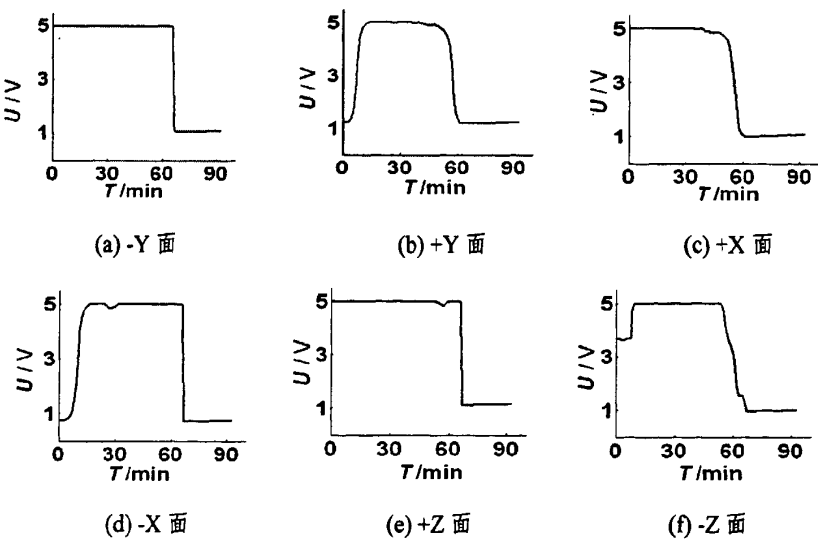 5
3
1
U / V
0 30 60 90
T /min
(a) -Y 面
5
3
1
U / V
0 30 60 90
T /min
(b) +Y 面
5
3
1
U / V
0 30 60 90
T /min
(c) +X 面
5
3
1
U / V
0 30 60 90
T /min
(d) -X 面
5
3
1
U / V
0 30 60 90
T /min
(e) +Z 面
5
3
1
U / V
0 30 60 90
T /min
(f) -Z 面